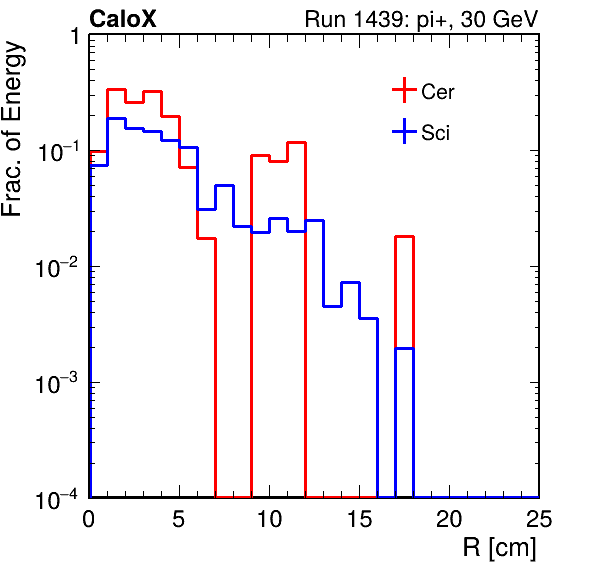 CaloX Run 1439: pi+, 30 GeV
Frac. of Energy
1
10⁻¹
10⁻²
10⁻³
10⁻⁴
Cer
Sci
0 5 10 15 20 25
R [cm]